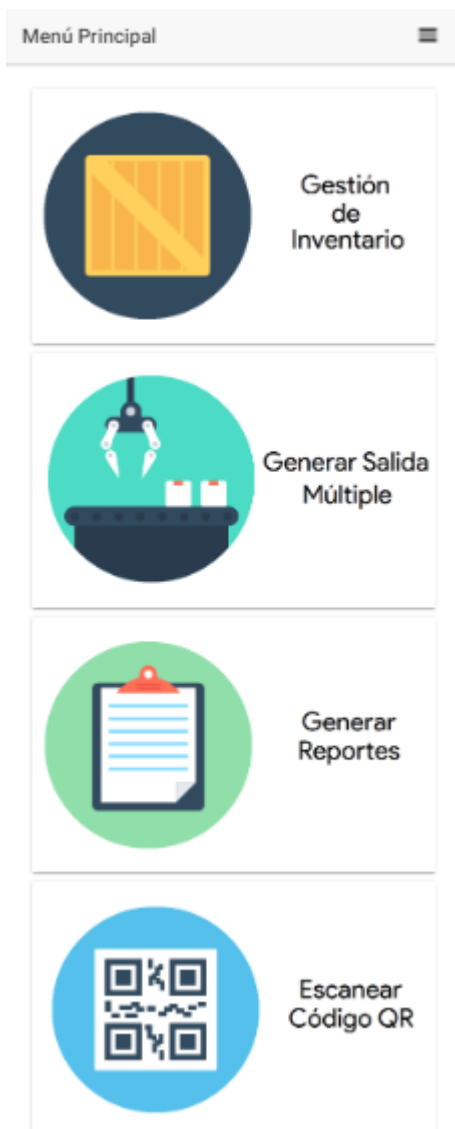 Menú Principal
Gestión
de
Inventario
Generar Salida
Múltiple
Generar
Reportes
Escanear
Código QR